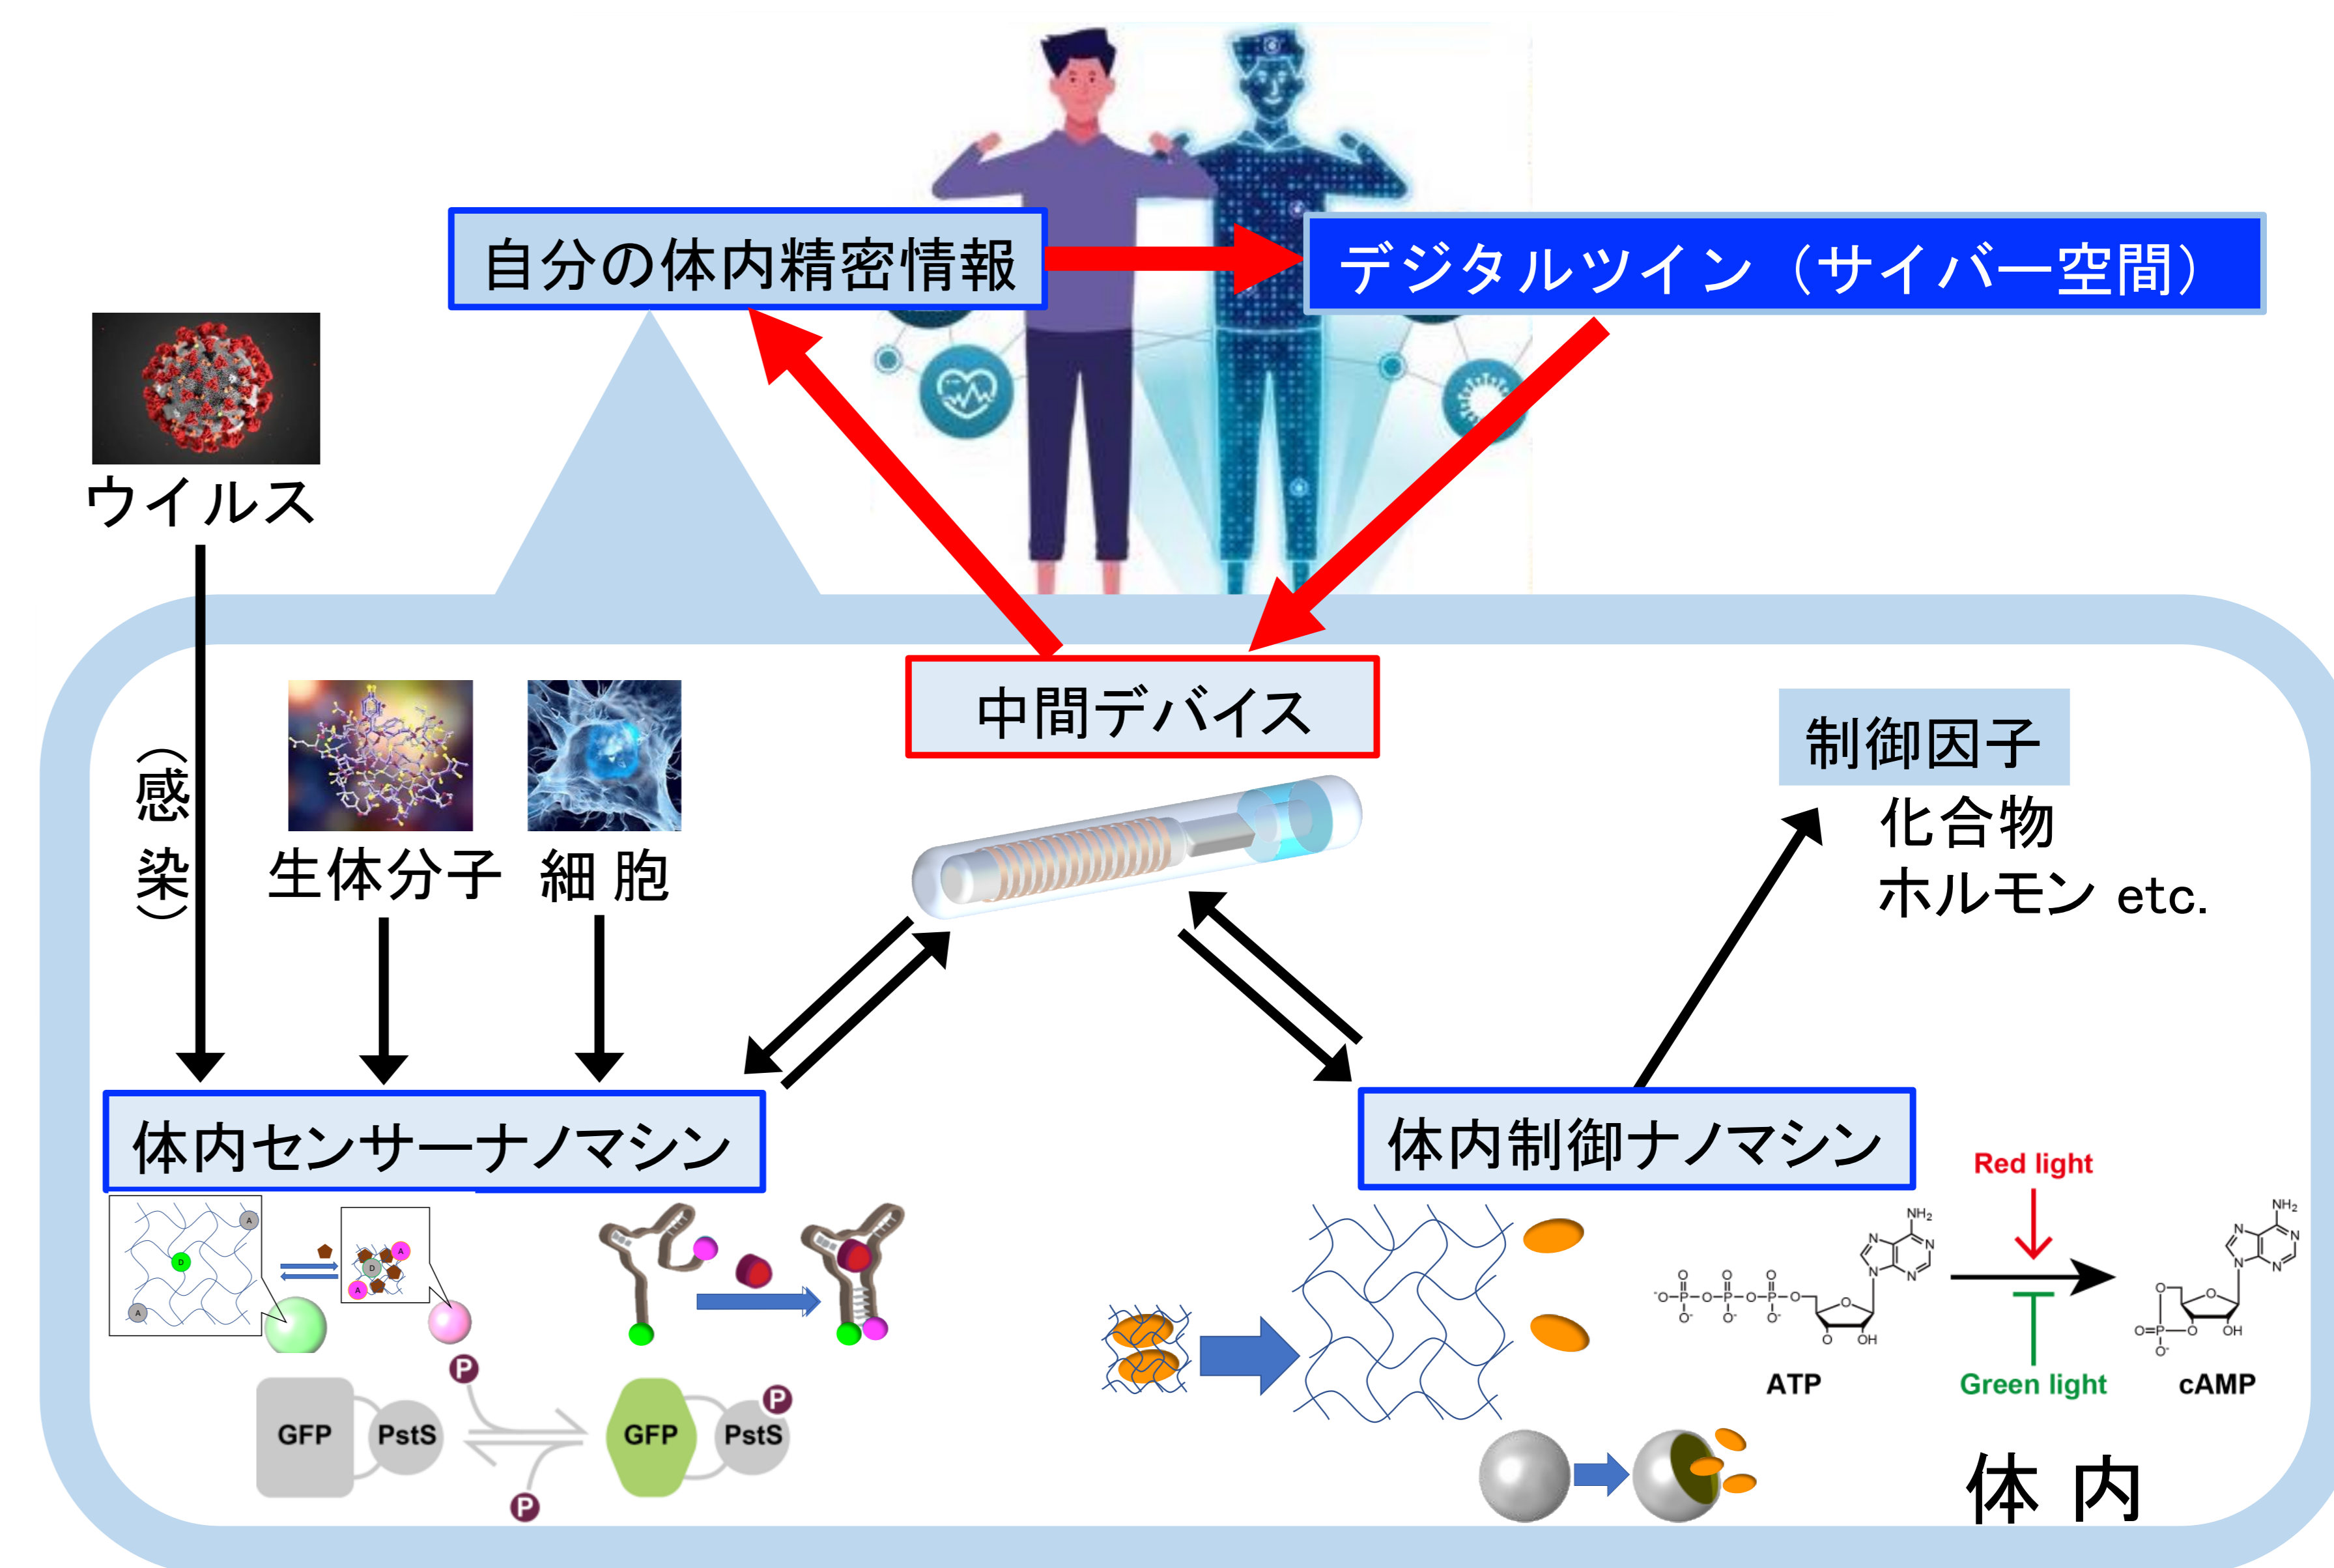 自分の体内精密情報
デジタルツイン（サイバー空間）
ウイルス
（感染）
中間デバイス
制御因子
化合物
ホルモン etc.
生体分子
細 胞
体内センサーナノマシン
体内制御ナノマシン
A
D
A
A
D
A
Red light
NH₂
N
N
N
N
O
O
O
⁻O-P-O-P-O-P-O
O⁻
O⁻
O⁻
O
O
OH
ATP
Green light
NH₂
N
N
N
N
O
O
O=P
O
OH
O⁻
cAMP
P
GFP
PstS
P
GFP
PstS
P
体 内